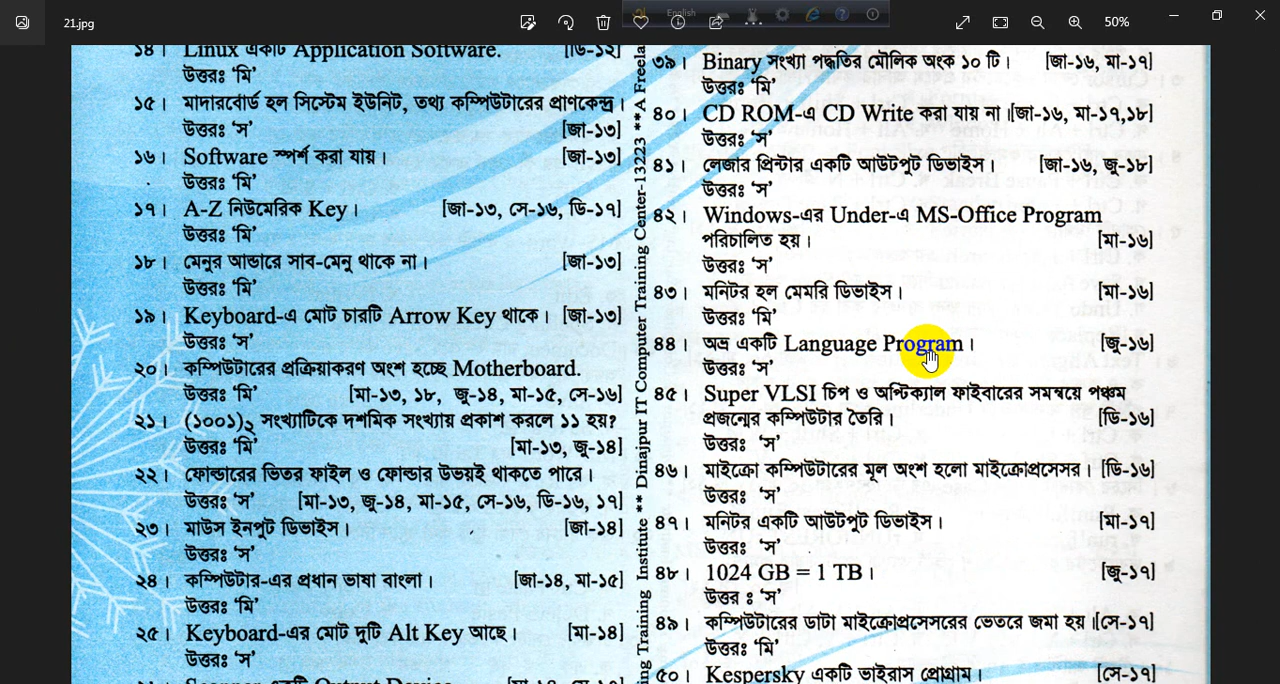 21.jpg
English
50%
১৪। Linux একটি Application Software. [ডি-১২]
উত্তরঃ ‘মি’
১৫। মাদারবোর্ড হল সিস্টেম ইউনিট, তথ্য কম্পিউটারের প্রাণকেন্দ্র।
উত্তরঃ ‘স’ [জা-১৩]
১৬। Software স্পর্শ করা যায়। [জা-১৩]
উত্তরঃ ‘মি’
১৭। A-Z নিউমেরিক Key। [জা-১৩, সে-১৬, ডি-১৭]
উত্তরঃ ‘মি’
১৮। মেনুর আন্ডারে সাব-মেনু থাকে না। [জা-১৩]
উত্তরঃ ‘মি’
১৯। Keyboard-এ মোট চারটি Arrow Key থাকে। [জা-১৩]
উত্তরঃ ‘স’
২০। কম্পিউটারের প্রক্রিয়াকরণ অংশ হচ্ছে Motherboard.
উত্তরঃ ‘মি’ [মা-১৩, ১৮, জু-১৪, মা-১৫, সে-১৬]
২১। (১০০১)২ সংখ্যাটিকে দশমিক সংখ্যায় প্রকাশ করলে ১১ হয়?
উত্তরঃ ‘মি’ [মা-১৩, জু-১৪]
২২। ফোল্ডারের ভিতর ফাইল ও ফোল্ডার উভয়ই থাকতে পারে।
উত্তরঃ ‘স’ [মা-১৩, জু-১৪, মা-১৫, সে-১৬, ডি-১৬, ১৭]
২৩। মাউস ইনপুট ডিভাইস। [জা-১৪]
উত্তরঃ ‘স’
২৪। কম্পিউটার-এর প্রধান ভাষা বাংলা। [জা-১৪, মা-১৫]
উত্তরঃ ‘মি’
২৫। Keyboard-এর মোট দুটি Alt Key আছে। [মা-১৪]
উত্তরঃ ‘স’
Training Institute ** Dinajpur IT Computer Training Center-13223 **A
৩৯। Binary সংখ্যা পদ্ধতির মৌলিক অংক ১০ টি। [জা-১৬, মা-১৭]
উত্তরঃ ‘মি’
৪০। CD ROM-এ CD Write করা যায় না।[জা-১৬, মা-১৭,১৮]
উত্তরঃ ‘স’
৪১। লেজার প্রিন্টার একটি আউটপুট ডিভাইস। [জা-১৬, জু-১৮]
উত্তরঃ ‘স’
৪২। Windows-এর Under-এ MS-Office Program
পরিচালিত হয়। [মা-১৬]
উত্তরঃ ‘স’
৪৩। মনিটর হল মেমরি ডিভাইস। [মা-১৬]
উত্তরঃ ‘মি’
৪৪। অভ্র একটি Language Program। [জু-১৬]
উত্তরঃ ‘স’
৪৫। Super VLSI চিপ ও অপ্টিক্যাল ফাইবারের সমন্বয়ে পঞ্চম
প্রজন্মের কম্পিউটার তৈরি। [ডি-১৬]
উত্তরঃ ‘স’
৪৬। মাইক্রো কম্পিউটারের মূল অংশ হলো মাইক্রোপ্রসেসর। [ডি-১৬]
উত্তরঃ ‘স’
৪৭। মনিটর একটি আউটপুট ডিভাইস। [মা-১৭]
উত্তরঃ ‘স’
৪৮। 1024 GB = 1 TB। [জু-১৭]
উত্তর ঃ ‘স’
৪৯। কম্পিউটারের ডাটা মাইক্রোপ্রসেসরের ভেতরে জমা হয়।[সে-১৭]
উত্তরঃ ‘মি’
৫০। Kespersky একটি ভাইরাস প্রোগ্রাম। [সে-১৭]